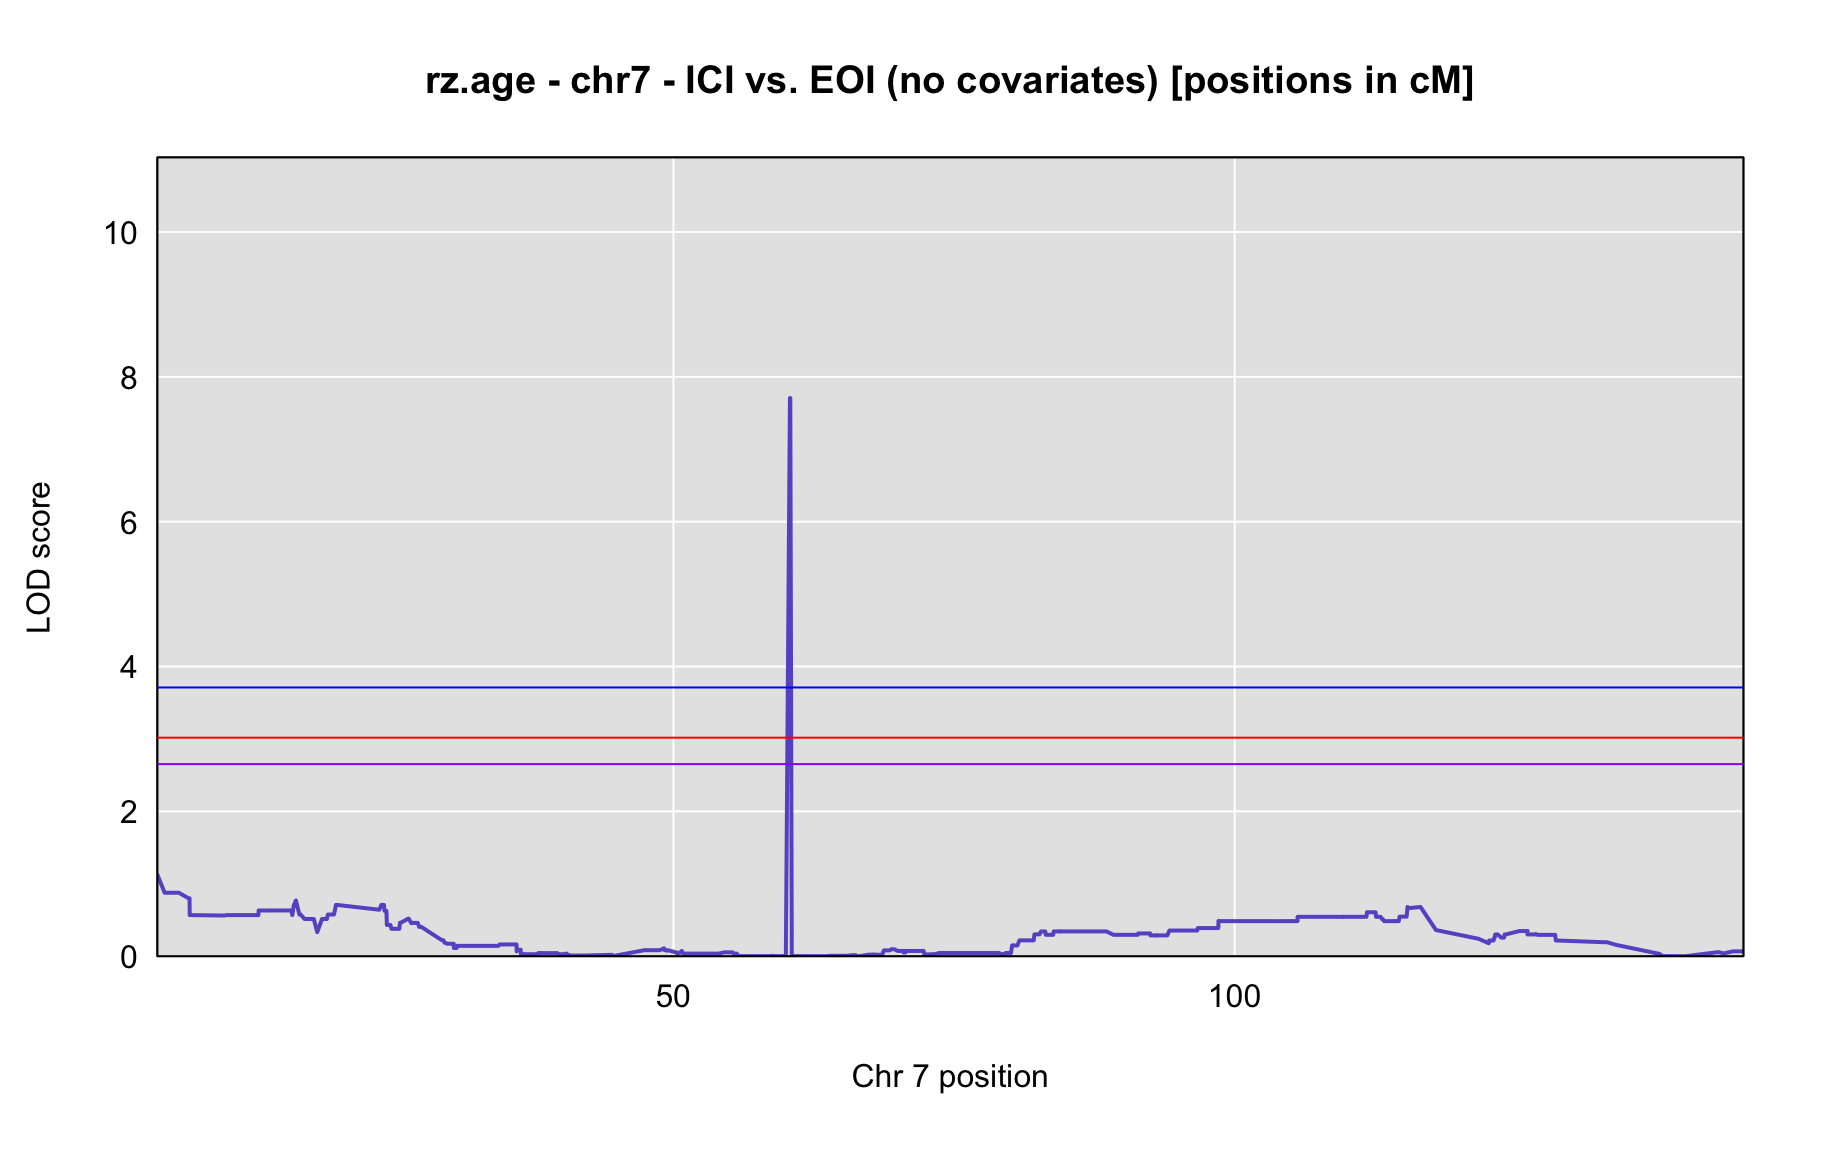 rz.age - chr7 - ICI vs. EOI (no covariates) [positions in cM]
10
8
6
4
2
0
LOD score
50 100
Chr 7 position